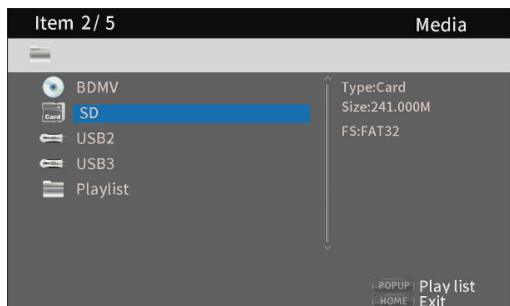 Item 2/ 5
Media
BDMV
Card
SD
USB2
USB3
Playlist
Type:Card
Size:241.000M
FS:FAT32
POPUP Play list
HOME Exit